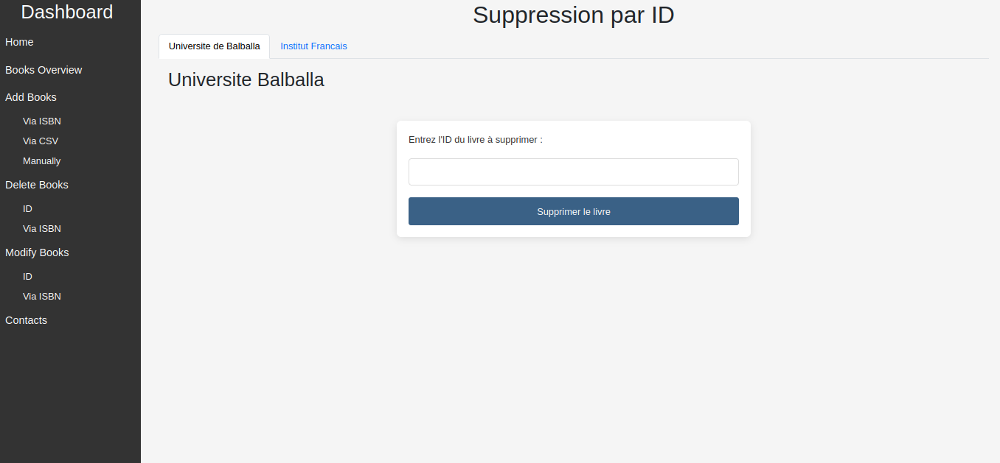 Dashboard
Home
Books Overview
Add Books
Via ISBN
Via CSV
Manually
Delete Books
ID
Via ISBN
Modify Books
ID
Via ISBN
Contacts
Suppression par ID
Universite de Balballa
Institut Francais
Universite Balballa
Entrez l'ID du livre à supprimer :
Supprimer le livre